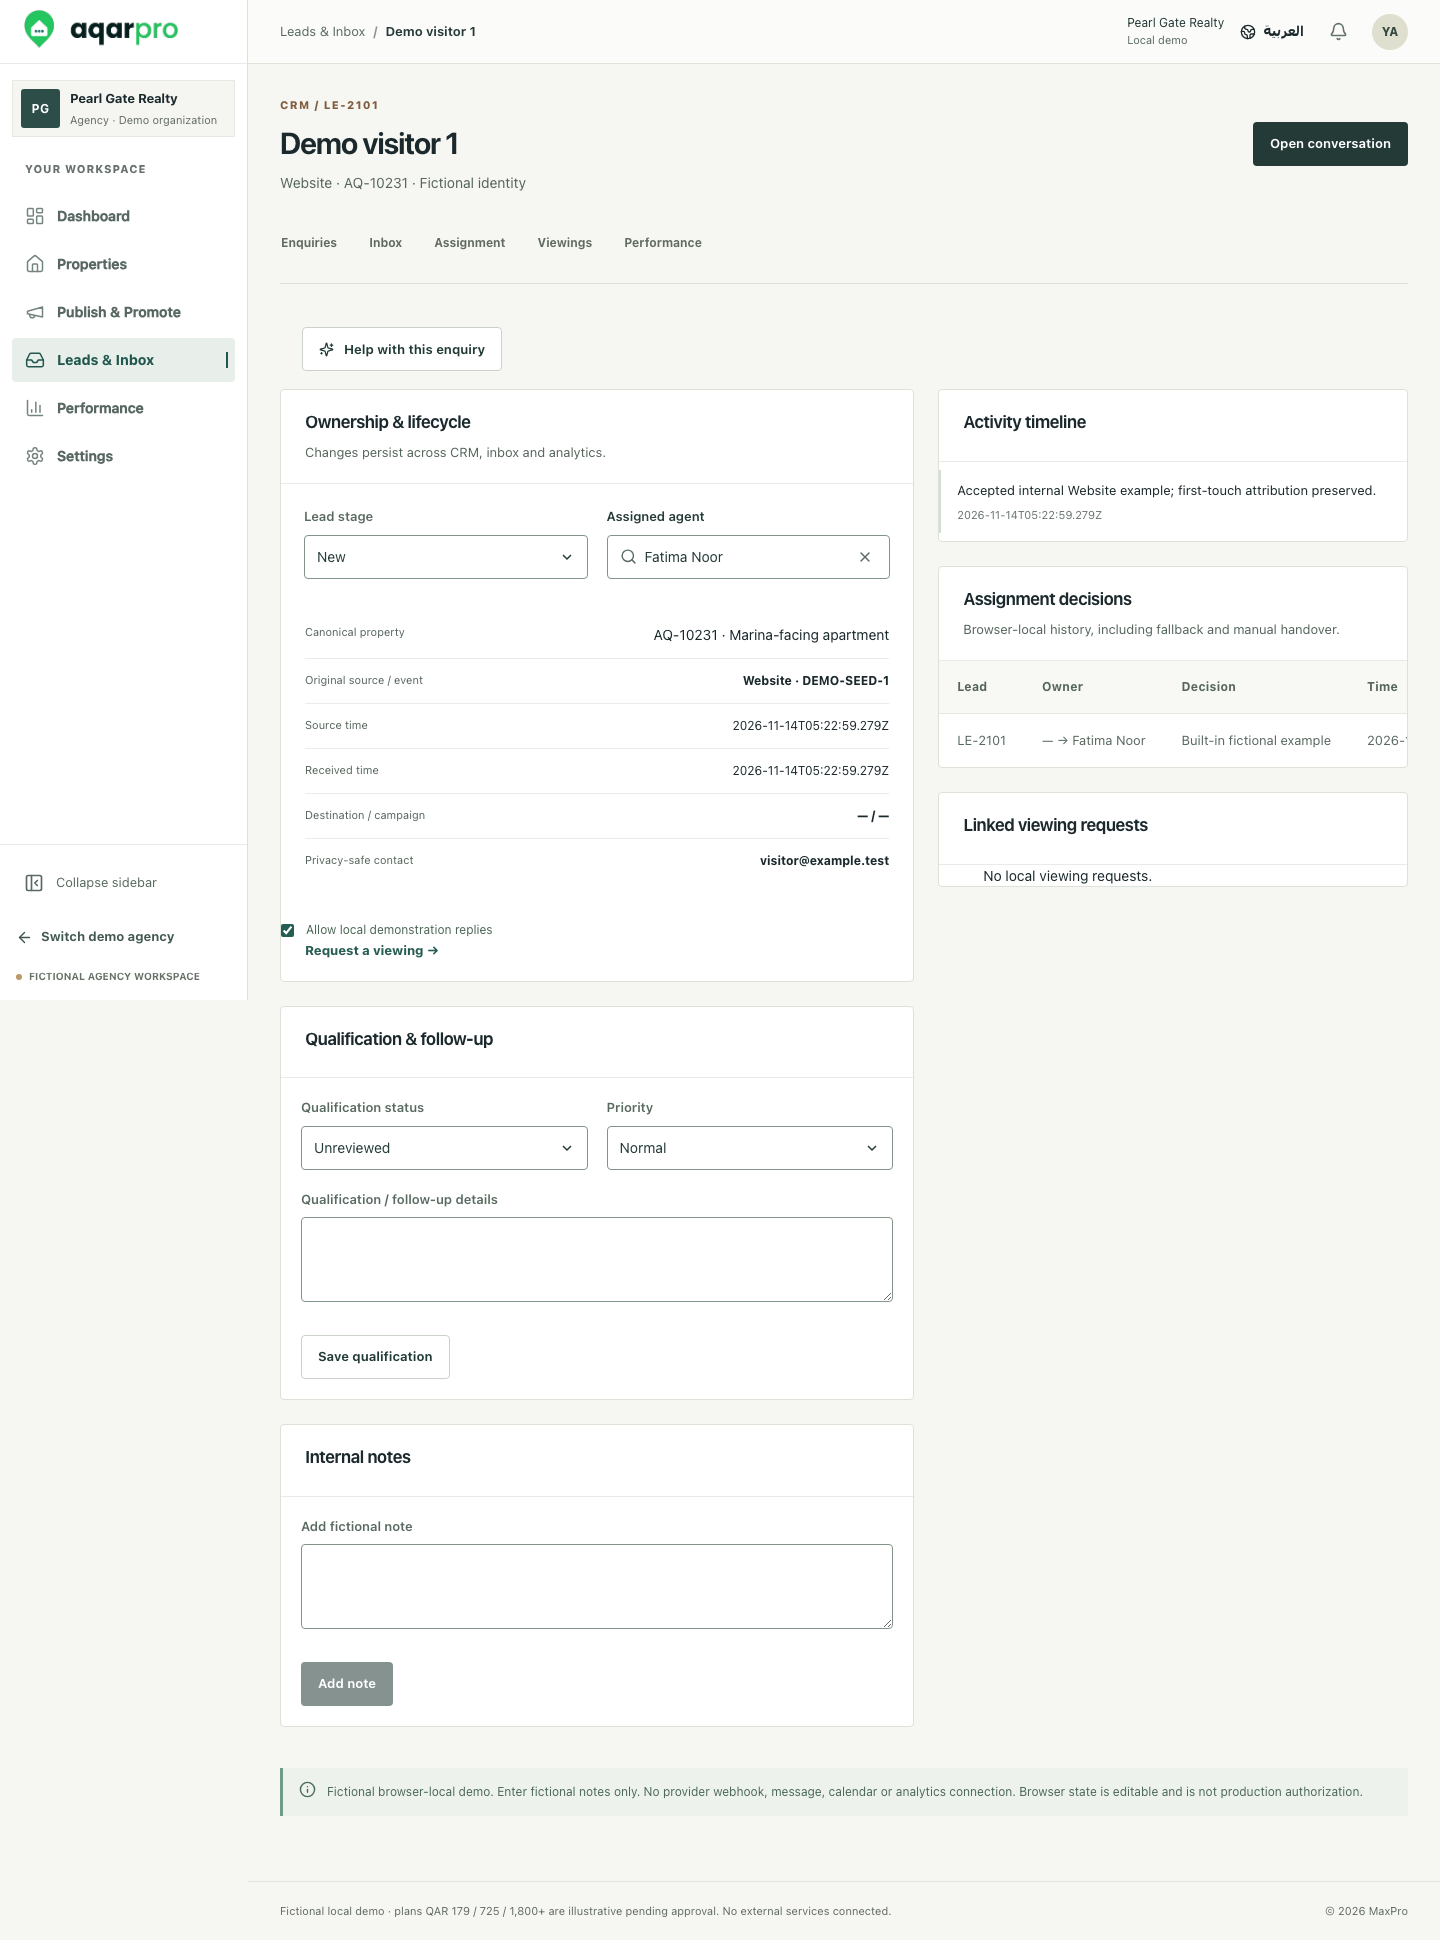 aqarpro
PG
Pearl Gate Realty
Agency · Demo organization
YOUR WORKSPACE
Dashboard
Properties
Publish & Promote
Leads & Inbox
Performance
Settings
Collapse sidebar
Switch demo agency
FICTIONAL AGENCY WORKSPACE
Leads & Inbox / Demo visitor 1
Pearl Gate Realty
Local demo
العربية
YA
CRM / LE-2101
Demo visitor 1
Website · AQ-10231 · Fictional identity
Open conversation
Enquiries Inbox Assignment Viewings Performance
Help with this enquiry
Ownership & lifecycle
Changes persist across CRM, inbox and analytics.
Lead stage
New
Assigned agent
Fatima Noor
Canonical property AQ-10231 · Marina-facing apartment
Original source / event Website · DEMO-SEED-1
Source time 2026-11-14T05:22:59.279Z
Received time 2026-11-14T05:22:59.279Z
Destination / campaign — / —
Privacy-safe contact visitor@example.test
Allow local demonstration replies
Request a viewing →
Qualification & follow-up
Qualification status
Unreviewed
Priority
Normal
Qualification / follow-up details
Save qualification
Internal notes
Add fictional note
Add note
Activity timeline
Accepted internal Website example; first-touch attribution preserved.
2026-11-14T05:22:59.279Z
Assignment decisions
Browser-local history, including fallback and manual handover.
Lead Owner Decision Time
LE-2101 — → Fatima Noor Built-in fictional example 2026-
Linked viewing requests
No local viewing requests.
Fictional browser-local demo. Enter fictional notes only. No provider webhook, message, calendar or analytics connection. Browser state is editable and is not production authorization.
Fictional local demo · plans QAR 179 / 725 / 1,800+ are illustrative pending approval. No external services connected.
© 2026 MaxPro